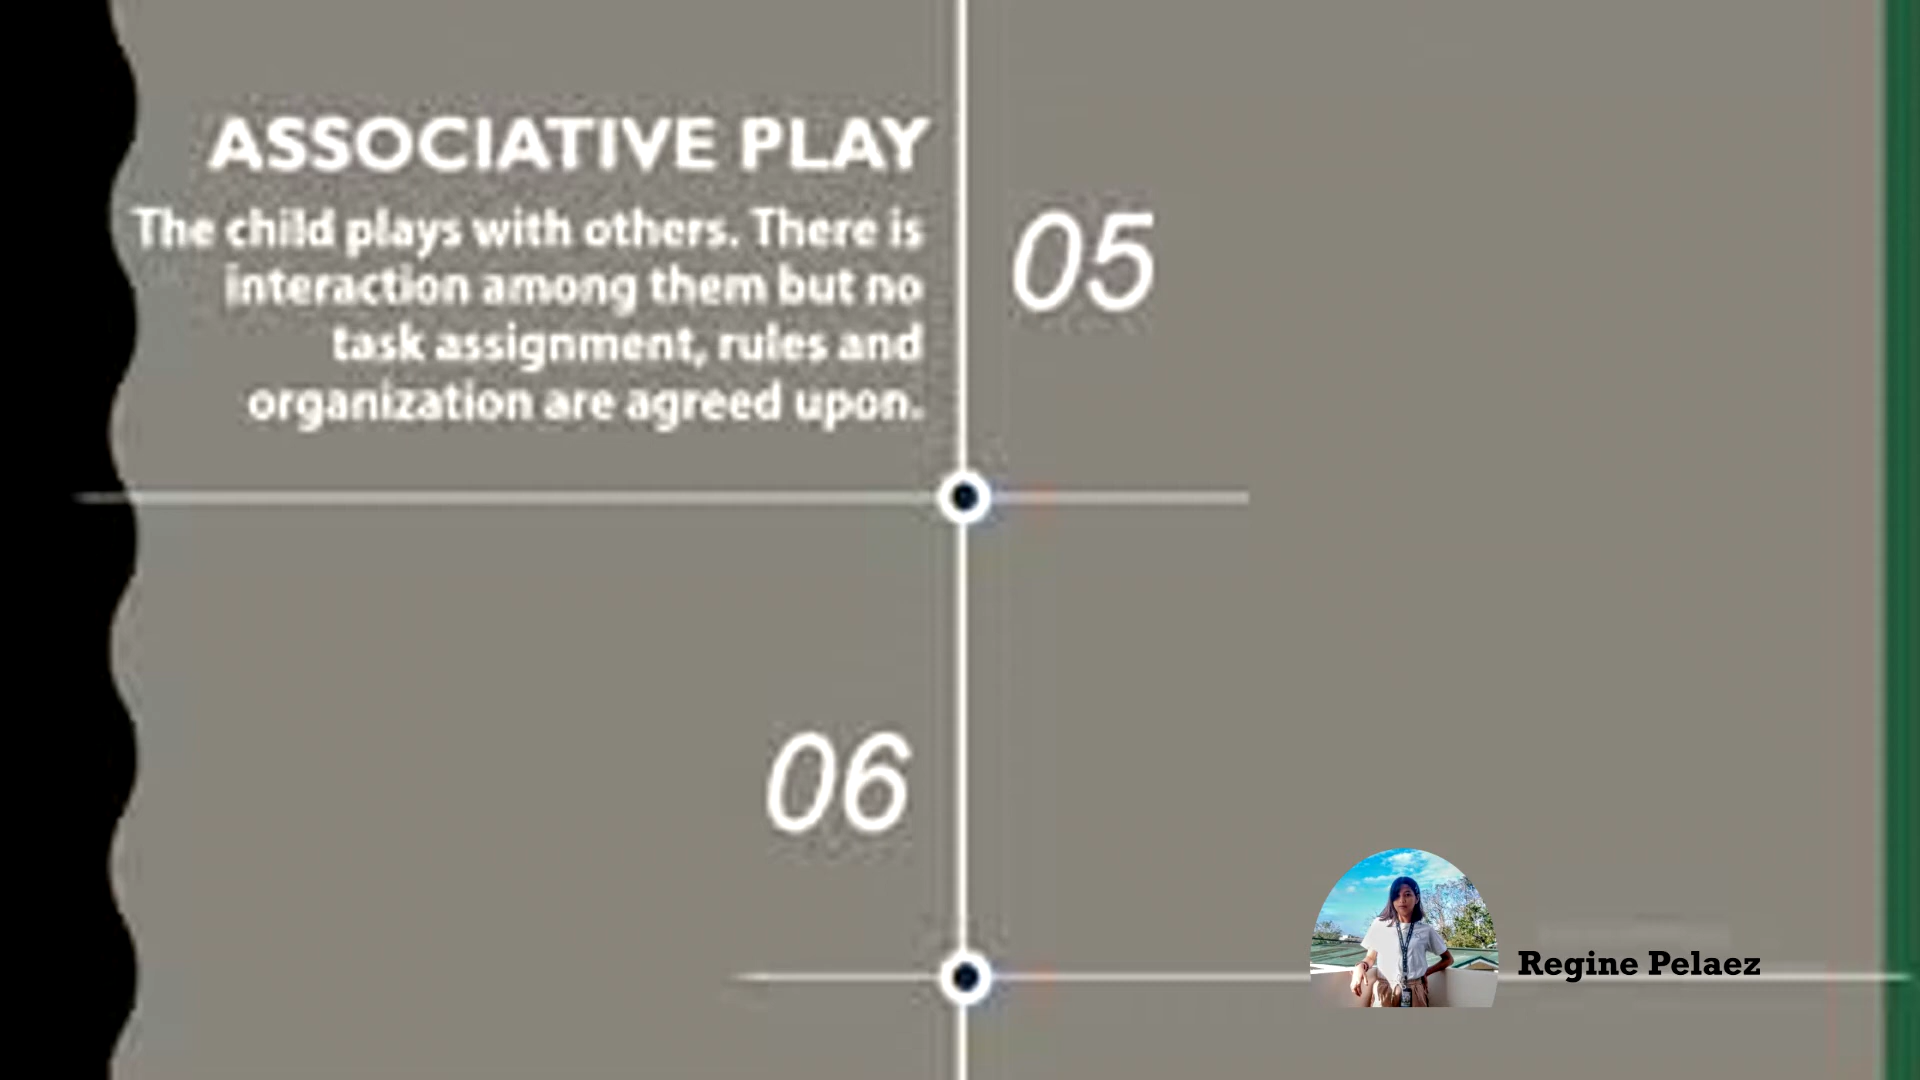 ASSOCIATIVE PLAY
The child plays with others. There is
interaction among them but no
task assignment, rules and
organization are agreed upon.
05
06
Regine Pelaez